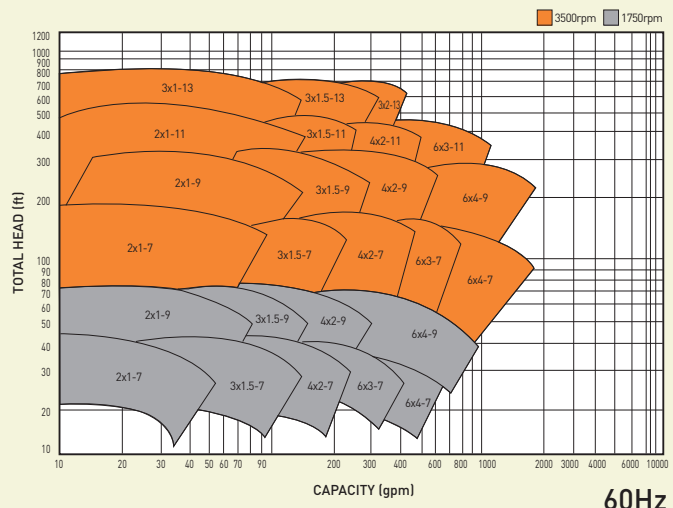 3500rpm 1750rpm
1200
1000
900
800
700
600
500
400
300
200
100
90
80
70
60
50
40
30
20
10
TOTAL HEAD (ft)
3x1-13
3x1.5-13
3x2-13
2x1-11
3x1.5-11
4x2-11
6x3-11
2x1-9
3x1.5-9
4x2-9
6x4-9
2x1-7
3x1.5-7
4x2-7
6x3-7
6x4-7
2x1-9
3x1.5-9
4x2-9
6x4-9
2x1-7
3x1.5-7
4x2-7
6x3-7
6x4-7
10 20 30 40 50 60 70 90 200 300 400 600 800 1000 2000 3000 4000 6000 10000
CAPACITY (gpm)
60Hz